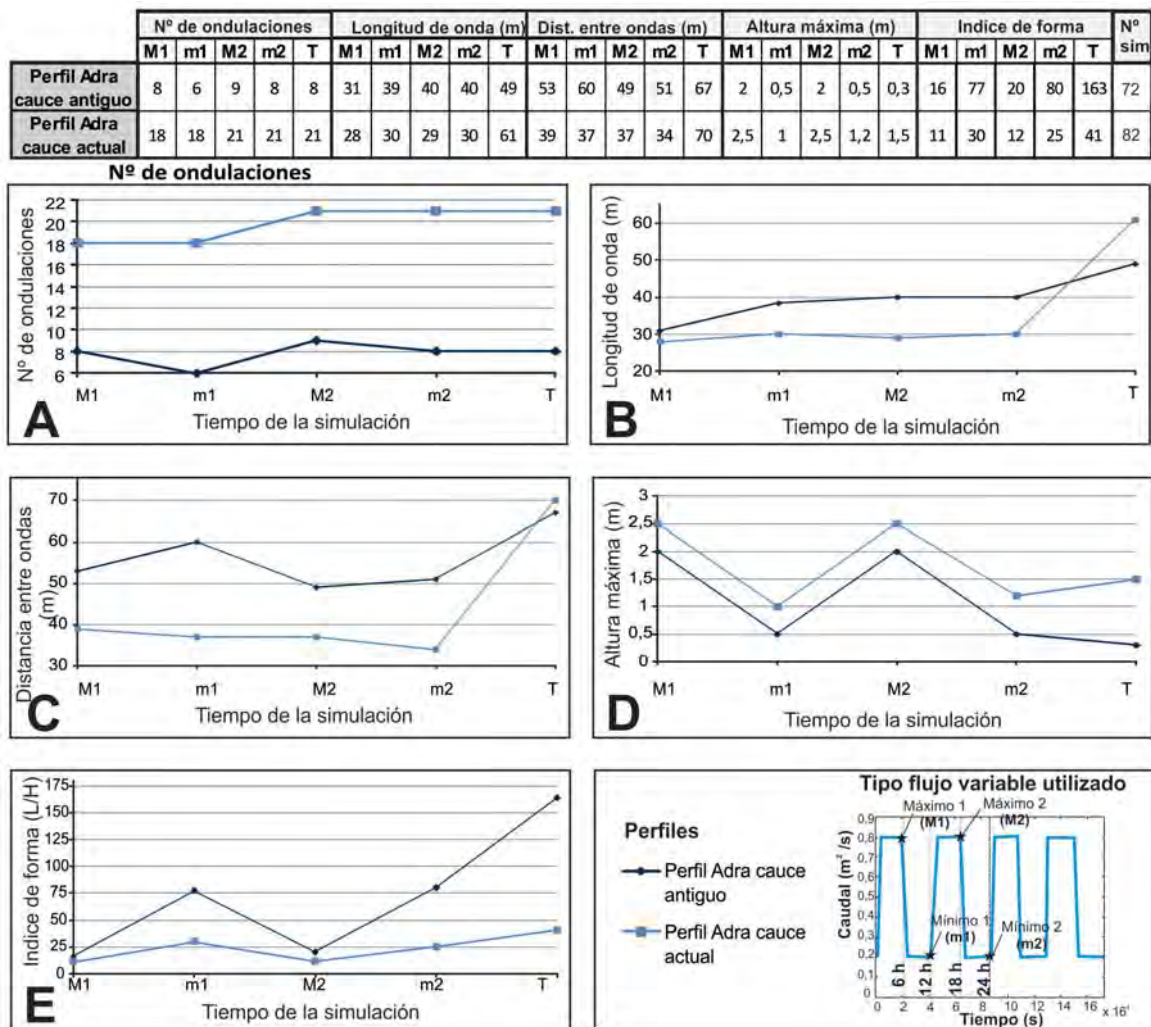 Nº de ondulaciones Longitud de onda (m) Dist. entre ondas (m) Altura máxima (m) Indice de forma Nº sim
M1 m1 M2 m2 T M1 m1 M2 m2 T M1 m1 M2 m2 T M1 m1 M2 m2 T M1 m1 M2 m2 T
Perfil Adra cauce antiguo 8 6 9 8 8 31 39 40 40 49 53 60 49 51 67 2 0,5 2 0,5 0,3 16 77 20 80 163 72
Perfil Adra cauce actual 18 18 21 21 21 28 30 29 30 61 39 37 37 34 70 2,5 1 2,5 1,2 1,5 11 30 12 25 41 82
Nº de ondulaciones
Nº de ondulaciones
22
20
18
16
14
12
10
8
6
M1 m1 M2 m2 T
Tiempo de la simulación
A
Longitud de onda (m)
60
50
40
30
20
M1 m1 M2 m2 T
Tiempo de la simulación
B
Distancia entre ondas
(m)
70
60
50
40
30
M1 m1 M2 m2 T
Tiempo de la simulación
C
Altura máxima (m)
3
2,5
2
1,5
1
0,5
0
M1 m1 M2 m2 T
Tiempo de la simulación
D
Indice de forma (L/H)
175
150
125
100
75
50
25
0
M1 m1 M2 m2 T
Tiempo de la simulación
E
Perfiles
Perfil Adra cauce
antiguo
Perfil Adra cauce
actual
Tipo flujo variable utilizado
Máximo 1
(M1)
Máximo 2
(M2)
Mínimo 1
(m1)
Mínimo 2
(m2)
Caudal (m² /s)
0,9
0,8
0,7
0,6
0,5
0,4
0,3
0,2
0,1
0
6 h
12 h
18 h
24 h
0 2 4 6 8 10 12 14 16
Tiempo (s)